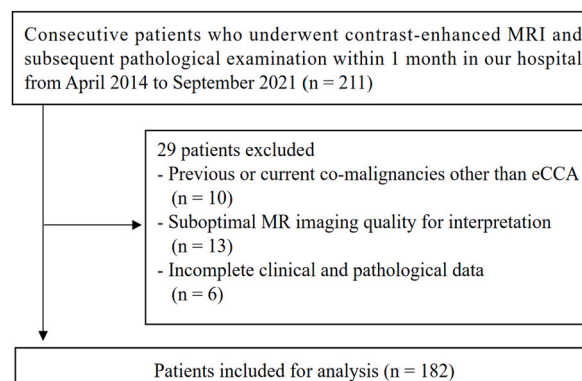 Consecutive patients who underwent contrast-enhanced MRI and
subsequent pathological examination within 1 month in our hospital
from April 2014 to September 2021 (n = 211)
29 patients excluded
- Previous or current co-malignancies other than eCCA
(n = 10)
- Suboptimal MR imaging quality for interpretation
(n = 13)
- Incomplete clinical and pathological data
(n = 6)
Patients included for analysis (n = 182)